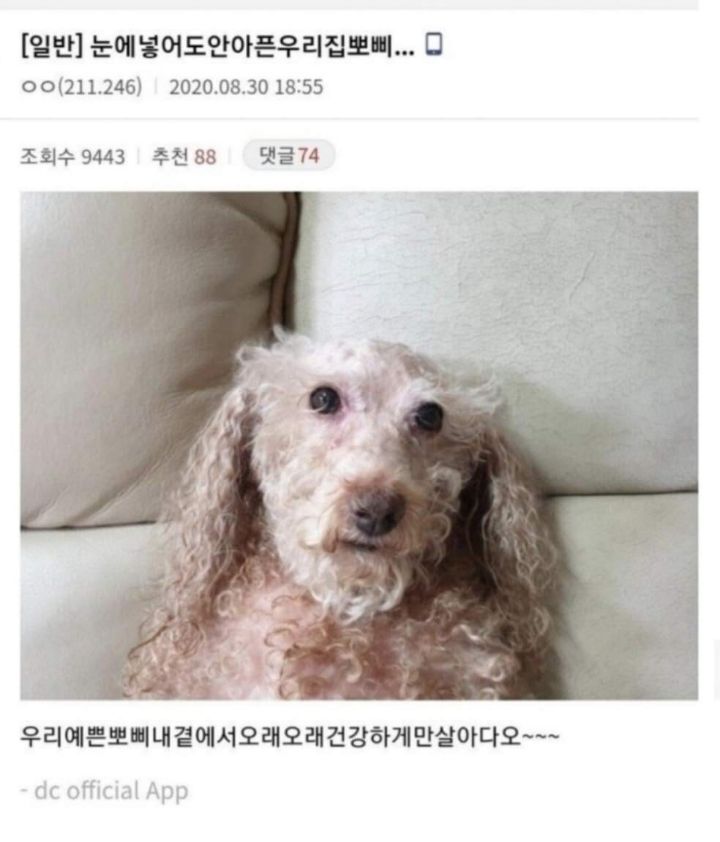 [일반] 눈에넣어도안아픈우리집뽀삐...
ㅇㅇ(211.246) 2020.08.30 18:55
조회수 9443 추천 88 댓글 74
우리예쁜뽀삐내곁에서오래오래건강하게만살아다오~~~
- dc official App